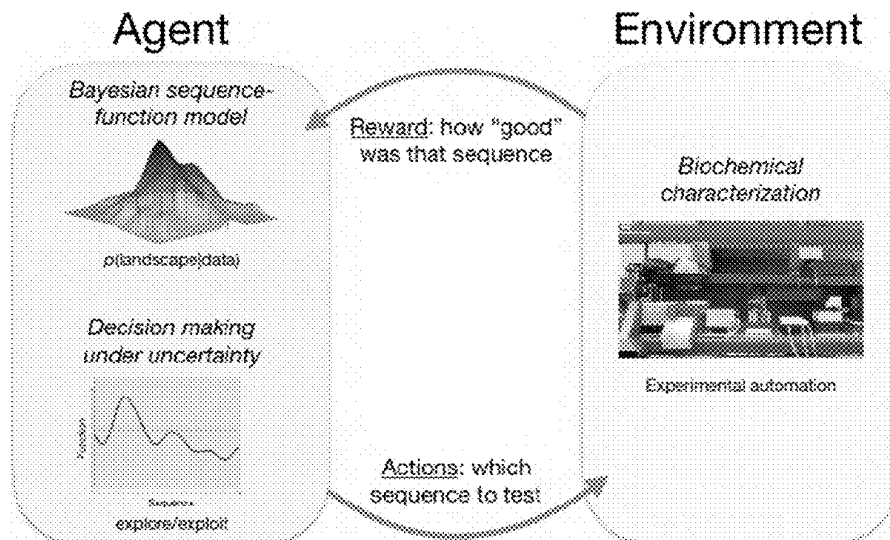 Agent
Environment
Bayesian sequence-
function model
p(landscape|data)
Decision making
under uncertainty
Function
Sequence
explore/exploit
Reward: how "good"
was that sequence
Actions: which
sequence to test
Biochemical
characterization
Experimental automation